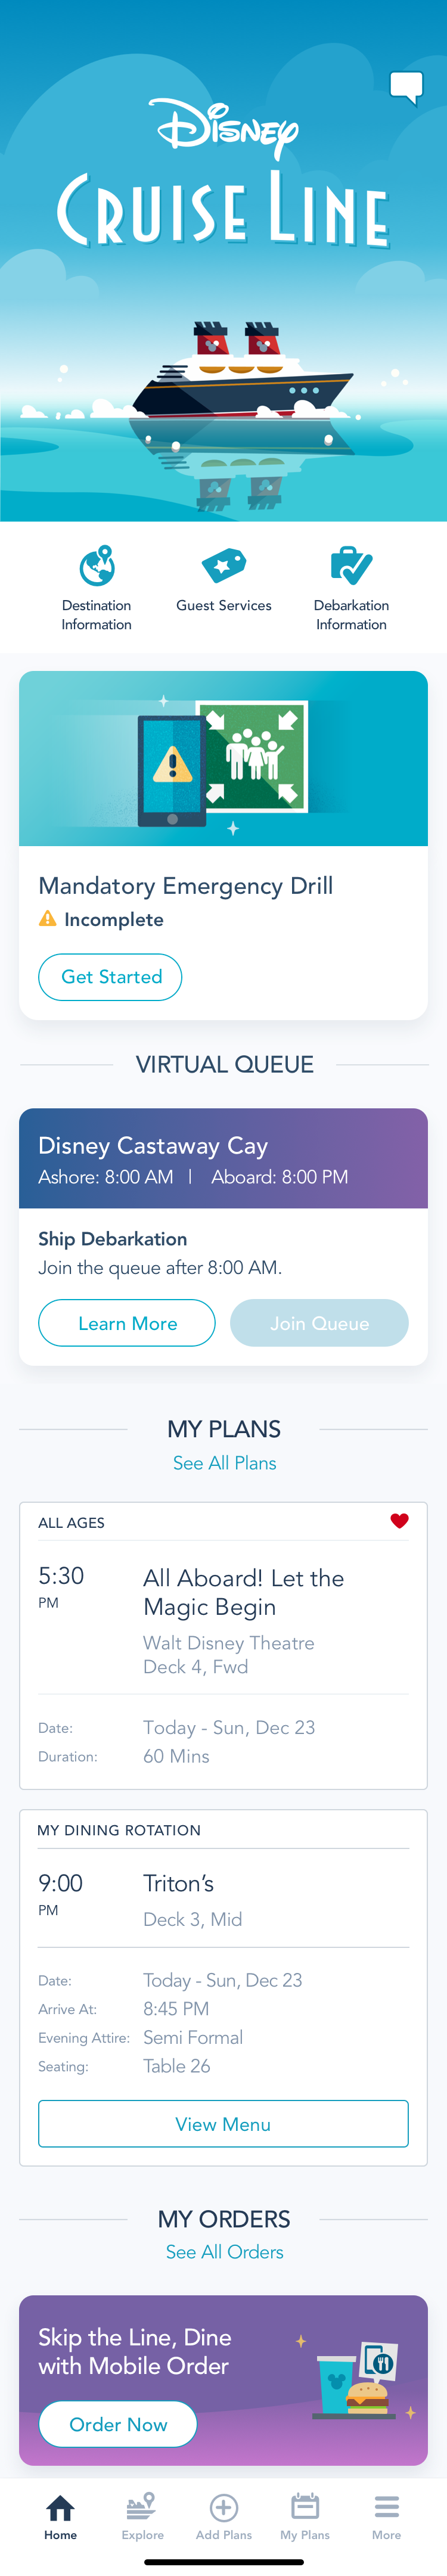 Disney
CRUISE LINE
Destination
Information
Guest Services
Debarkation
Information
Mandatory Emergency Drill
Incomplete
Get Started
VIRTUAL QUEUE
Disney Castaway Cay
Ashore: 8:00 AM | Aboard: 8:00 PM
Ship Debarkation
Join the queue after 8:00 AM.
Learn More
Join Queue
MY PLANS
See All Plans
ALL AGES
5:30
PM
All Aboard! Let the
Magic Begin
Walt Disney Theatre
Deck 4, Fwd
Date: Today - Sun, Dec 23
Duration: 60 Mins
MY DINING ROTATION
9:00
PM
Triton’s
Deck 3, Mid
Date: Today - Sun, Dec 23
Arrive At: 8:45 PM
Evening Attire: Semi Formal
Seating: Table 26
View Menu
MY ORDERS
See All Orders
Skip the Line, Dine
with Mobile Order
Order Now
Home
Explore
Add Plans
My Plans
More